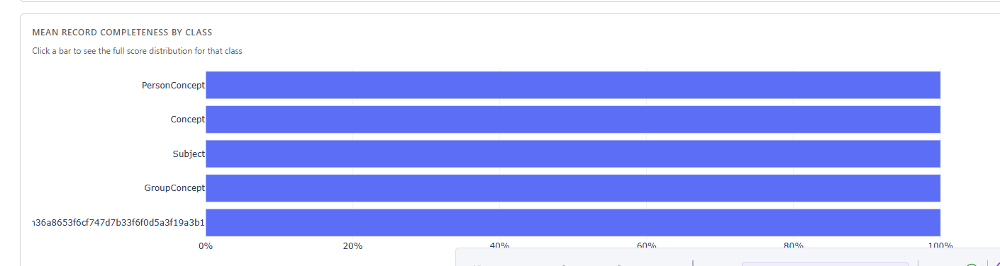 MEAN RECORD COMPLETENESS BY CLASS
Click a bar to see the full score distribution for that class
PersonConcept
Concept
Subject
GroupConcept
n36a8653f6cf747d7b33f6f0d5a3f19a3b1
0% 20% 40% 60% 80% 100%